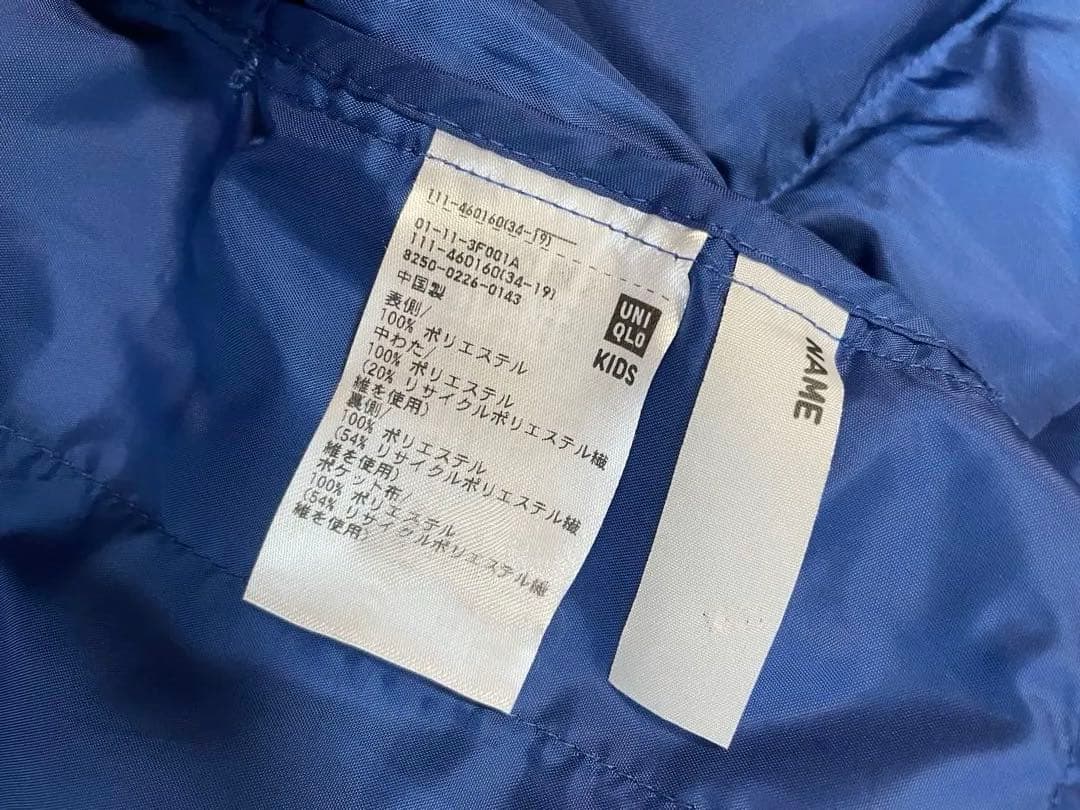 111-460160(34-19)
01-11-3F001A
111-460160(34-19)
8250-0226-0143
中国製
表側/
100% ポリエステル
中わた/
100% ポリエステル
(20% リサイクルポリエステル繊
維を使用)
裏側/
100% ポリエステル
(54% リサイクルポリエステル繊
維を使用)
ポケット布/
100% ポリエステル
(54% リサイクルポリエステル繊
維を使用)
UNI
QLO
KIDS
NAME